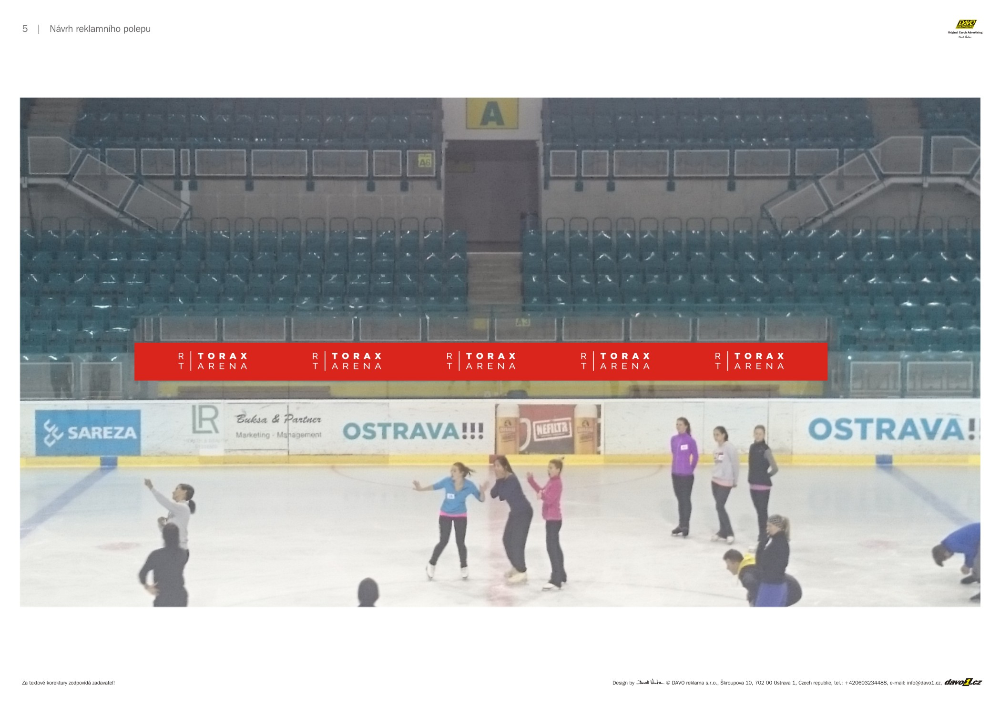 5 | Návrh reklamního polepu
DAVO
reklama
Original Czech Advertising
A
A6
A3
R | TORAX
T | ARENA
R | TORAX
T | ARENA
R | TORAX
T | ARENA
R | TORAX
T | ARENA
R | TORAX
T | ARENA
SAREZA
LR
Buksa & Partner
Marketing - Management
OSTRAVA!!!
NEFILTR
OSTRAVA!!
Za textové korektury zodpovídá zadavatel!
Design by © DAVO reklama s.r.o., Škroupova 10, 702 00 Ostrava 1, Czech republic, tel.: +420603234488, e-mail: info@davo1.cz, davo1.cz